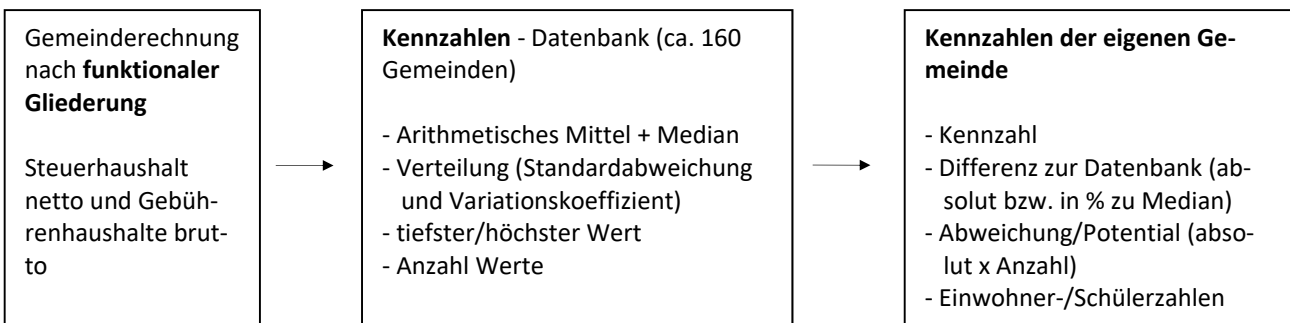 Gemeinderechnung
nach funktionaler
Gliederung
Steuerhaushalt
netto und Gebüh-
renhaushalte brut-
to
Kennzahlen - Datenbank (ca. 160
Gemeinden)
- Arithmetisches Mittel + Median
- Verteilung (Standardabweichung
und Variationskoeffizient)
- tiefster/höchster Wert
- Anzahl Werte
Kennzahlen der eigenen Ge-
meinde
- Kennzahl
- Differenz zur Datenbank (ab-
solut bzw. in % zu Median)
- Abweichung/Potential (abso-
lut x Anzahl)
- Einwohner-/Schülerzahlen